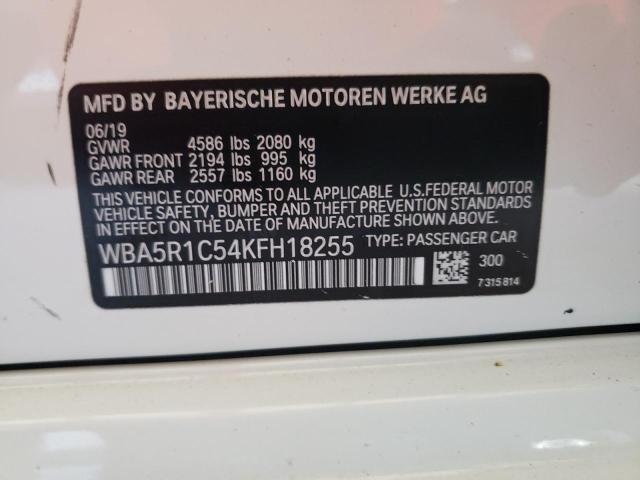 MFD BY BAYERISCHE MOTOREN WERKE AG
06/19
GVWR 4586 lbs 2080 kg
GAWR FRONT 2194 lbs 995 kg
GAWR REAR 2557 lbs 1160 kg
THIS VEHICLE CONFORMS TO ALL APPLICABLE U.S.FEDERAL MOTOR
VEHICLE SAFETY, BUMPER AND THEFT PREVENTION STANDARDS
IN EFFECT ON THE DATE OF MANUFACTURE SHOWN ABOVE.
WBA5R1C54KFH18255 TYPE: PASSENGER CAR
300
7315814